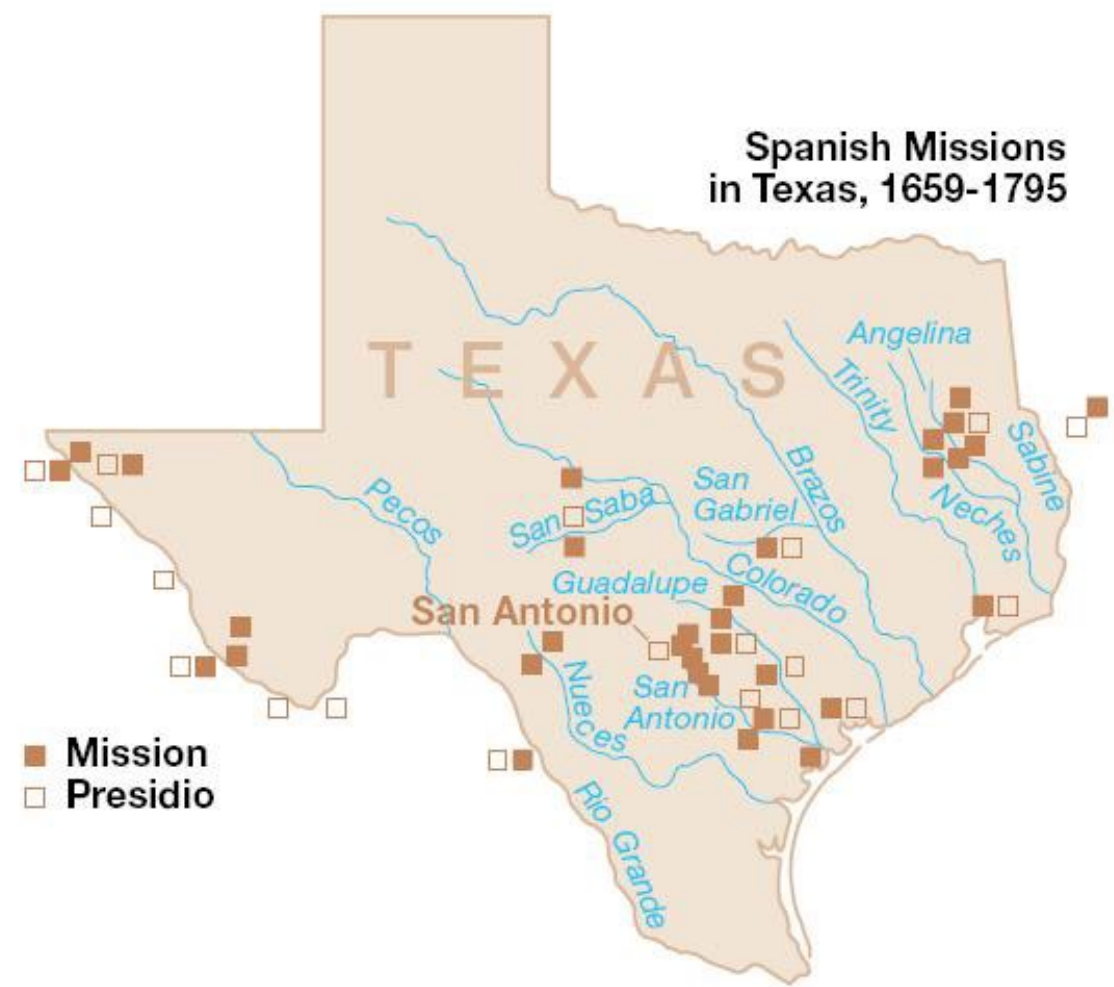 Spanish Missions
in Texas, 1659-1795
TEXAS
Angelina
Trinity
Sabine
Neches
Brazos
San
Gabriel
San Saba
Pecos
Colorado
Guadalupe
San Antonio
San
Antonio
Nueces
Rio Grande
Mission
Presidio